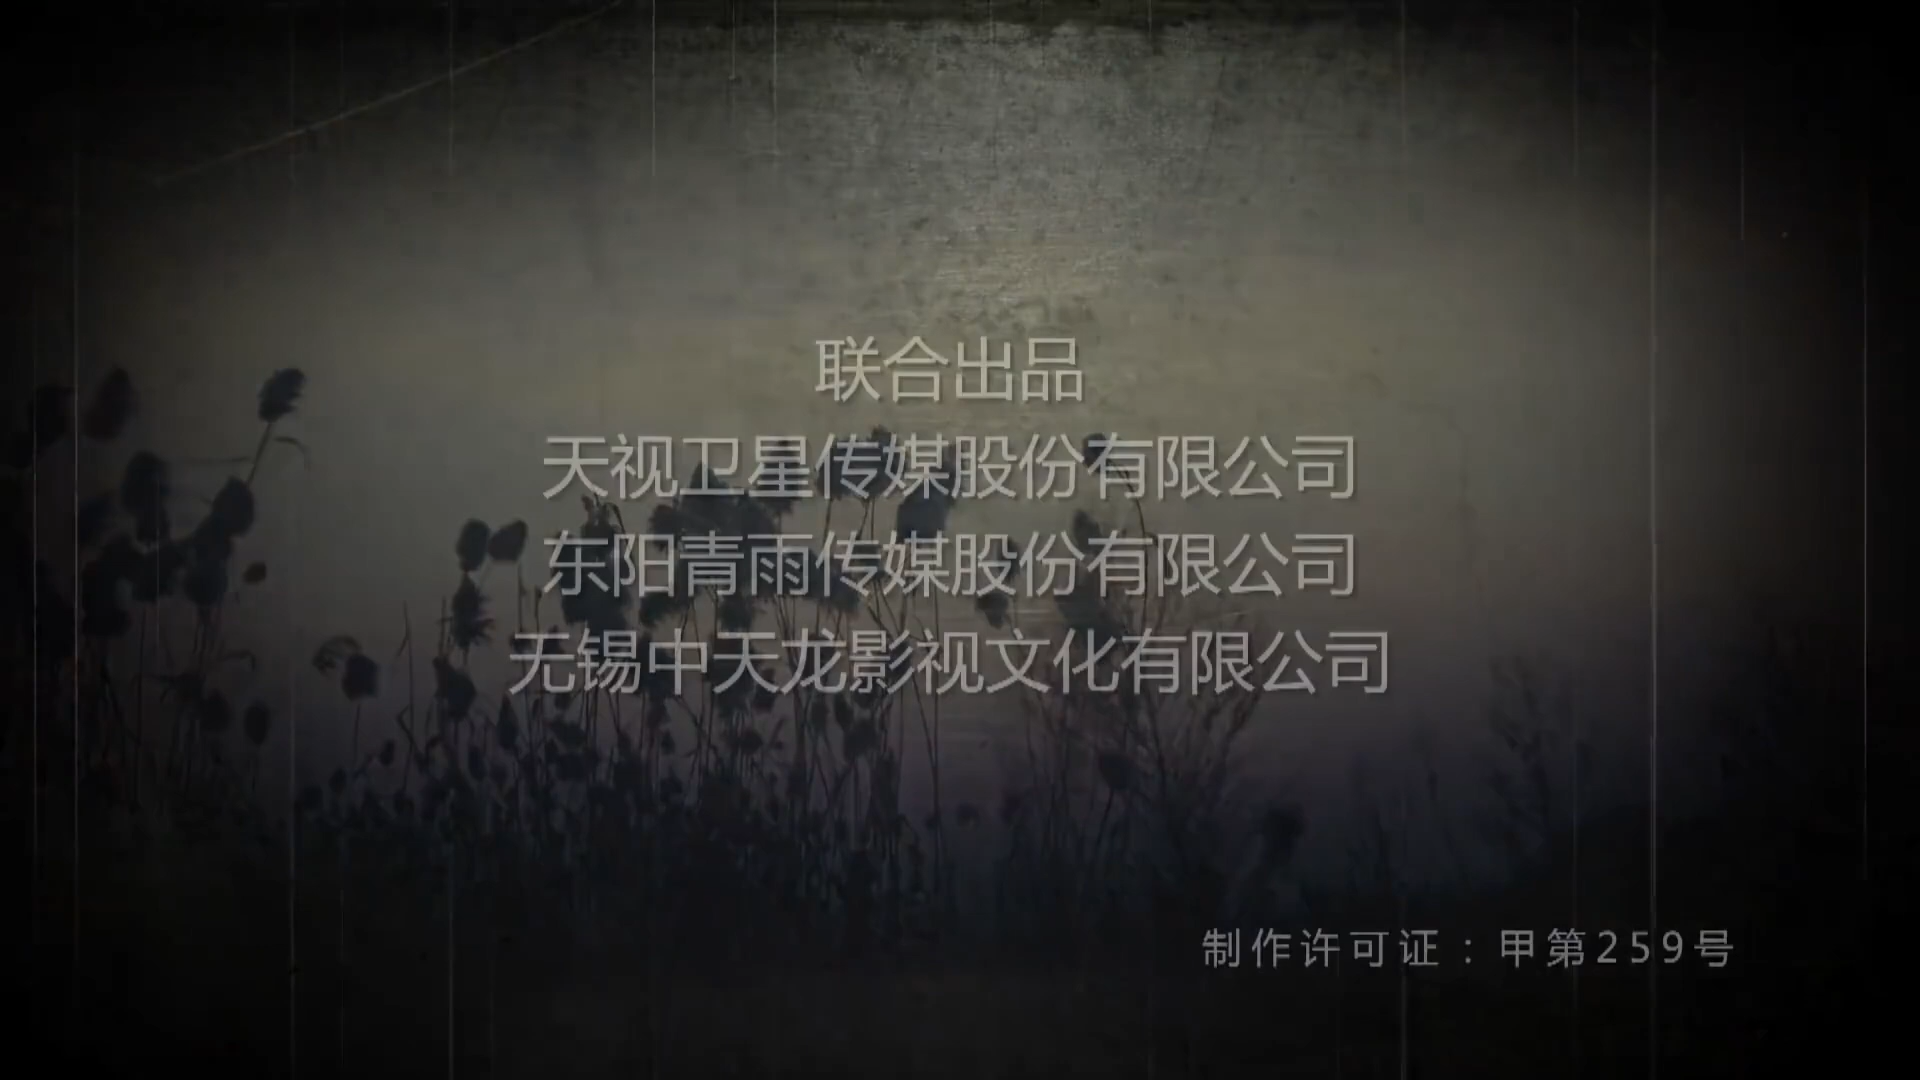 联合出品
天视卫星传媒股份有限公司
东阳青雨传媒股份有限公司
无锡中天龙影视文化有限公司
制作许可证：甲第259号